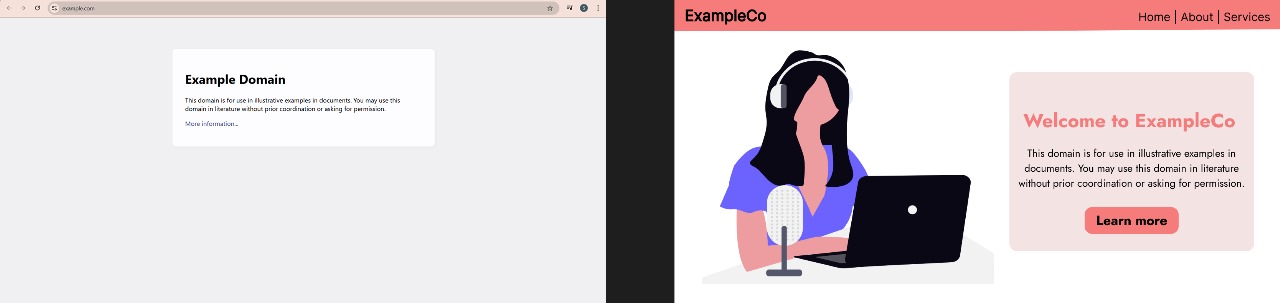 example.com
Example Domain
This domain is for use in illustrative examples in documents. You may use this
domain in literature without prior coordination or asking for permission.
More information...
ExampleCo
Home | About | Services
Welcome to ExampleCo
This domain is for use in illustrative examples in
documents. You may use this domain in literature
without prior coordination or asking for permission.
Learn more